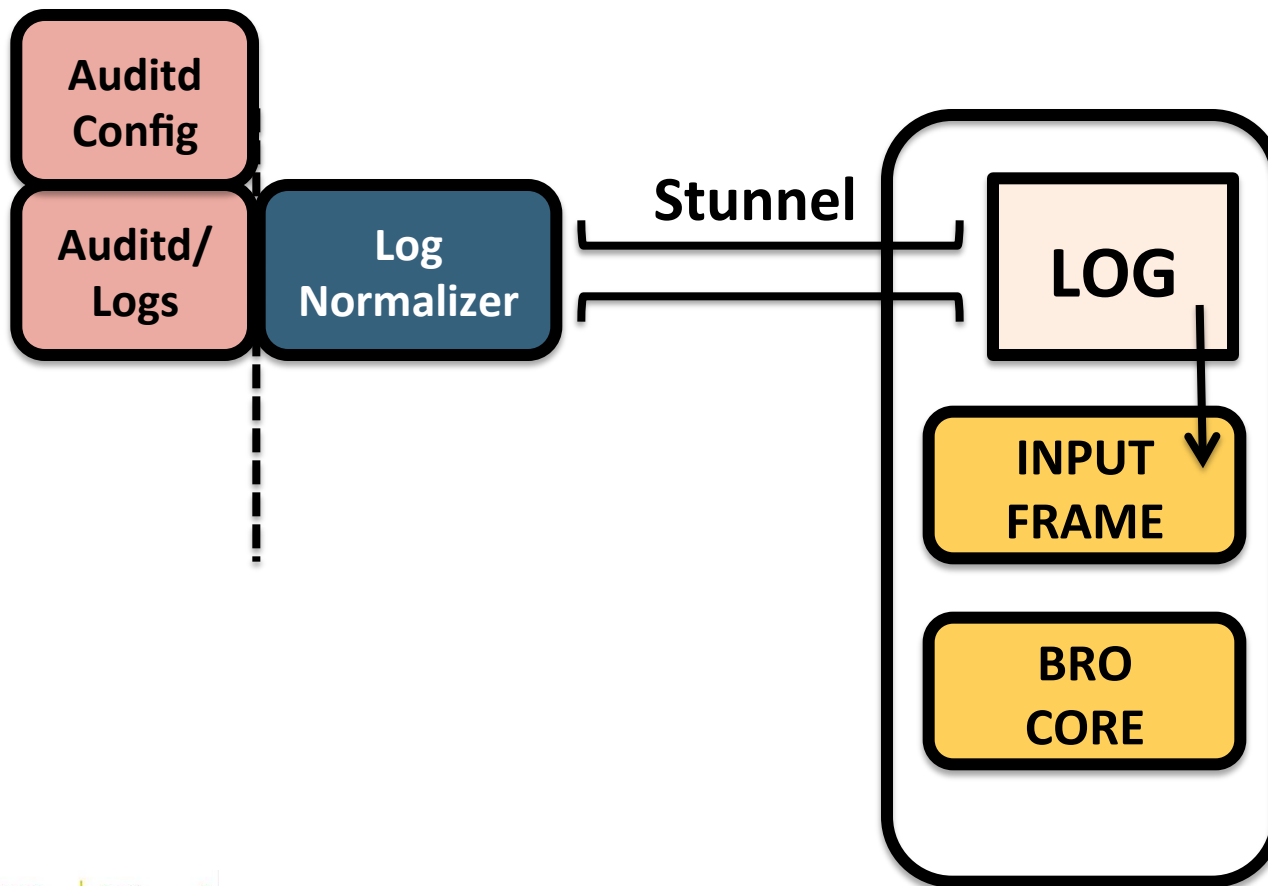 Auditd
Config
Auditd/
Logs
Log
Normalizer
Stunnel
LOG
INPUT
FRAME
BRO
CORE